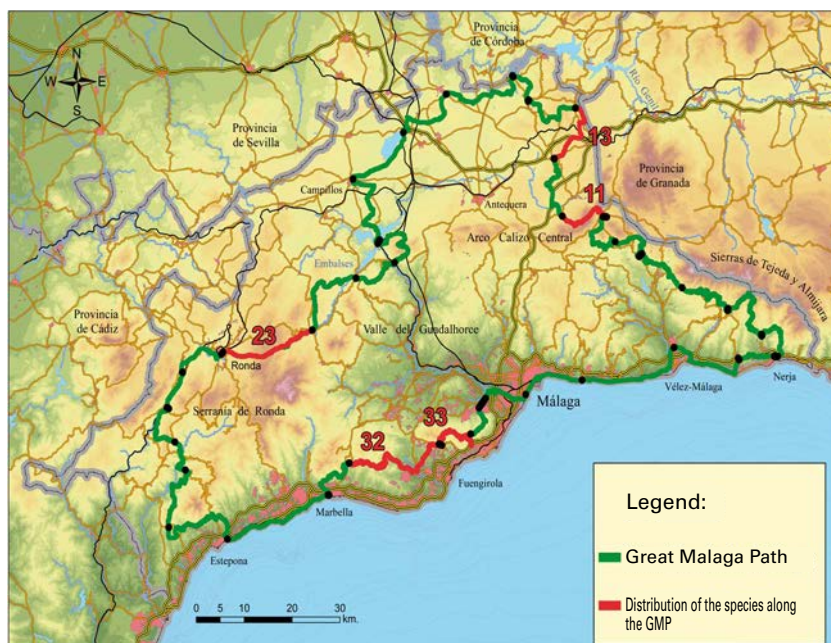 Provincia
de Córdoba
N
W E
S
Río Genil
Provincia
de Sevilla
13
Provincia
de Granada
Campillos
Antequera
11
Arco Calizo Central
Sierras de Tejeda y Almijara
Embalses
Provincia
de Cádiz
23
Valle del Guadalhorce
Ronda
Málaga
Vélez-Málaga
Nerja
Serranía de Ronda
33
32
Fuengirola
Marbella
Estepona
0 5 10 20 30
km.
Legend:
Great Malaga Path
Distribution of the species along
the GMP